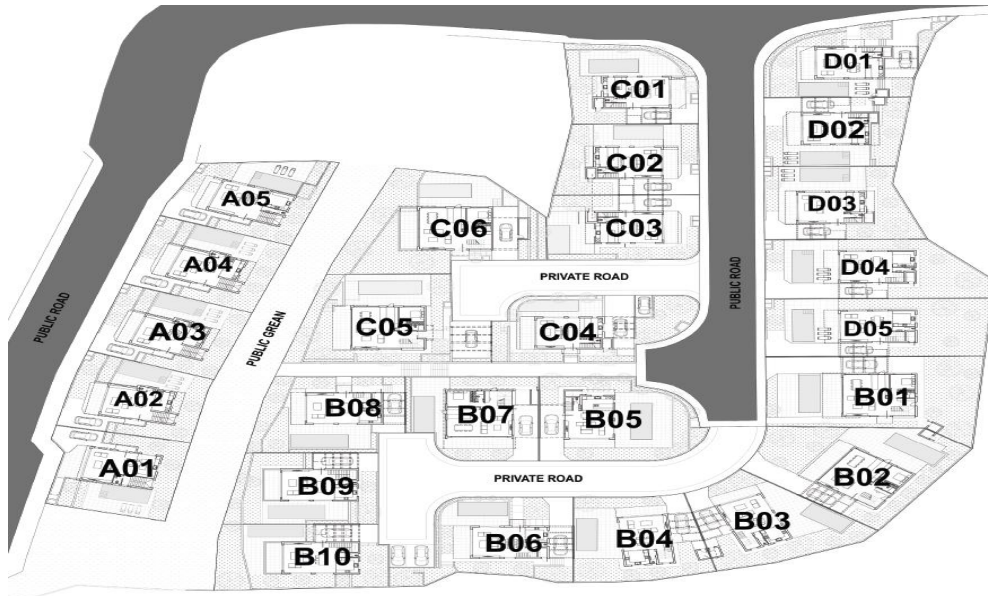 D01
C01
D02
C02
A05
D03
C06
C03
A04
D04
PRIVATE ROAD
PUBLIC ROAD
PUBLIC ROAD
A03
PUBLIC GREAN
C05
C04
D05
A02
B08
B07
B05
B01
A01
B09
PRIVATE ROAD
B02
B10
B06
B04
B03